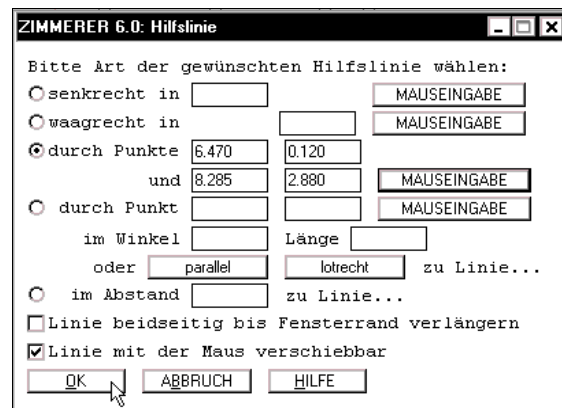 ZIMMERER 6.0: Hilfslinie
Bitte Art der gewünschten Hilfslinie wählen:
senkrecht in MAUSEINGABE
waagrecht in MAUSEINGABE
durch Punkte 6.470 0.120
und 8.285 2.880 MAUSEINGABE
durch Punkt MAUSEINGABE
im Winkel Länge
oder parallel lotrecht zu Linie...
im Abstand zu Linie...
Linie beidseitig bis Fensterrand verlängern
Linie mit der Maus verschiebbar
OK ABBRUCH HILFE